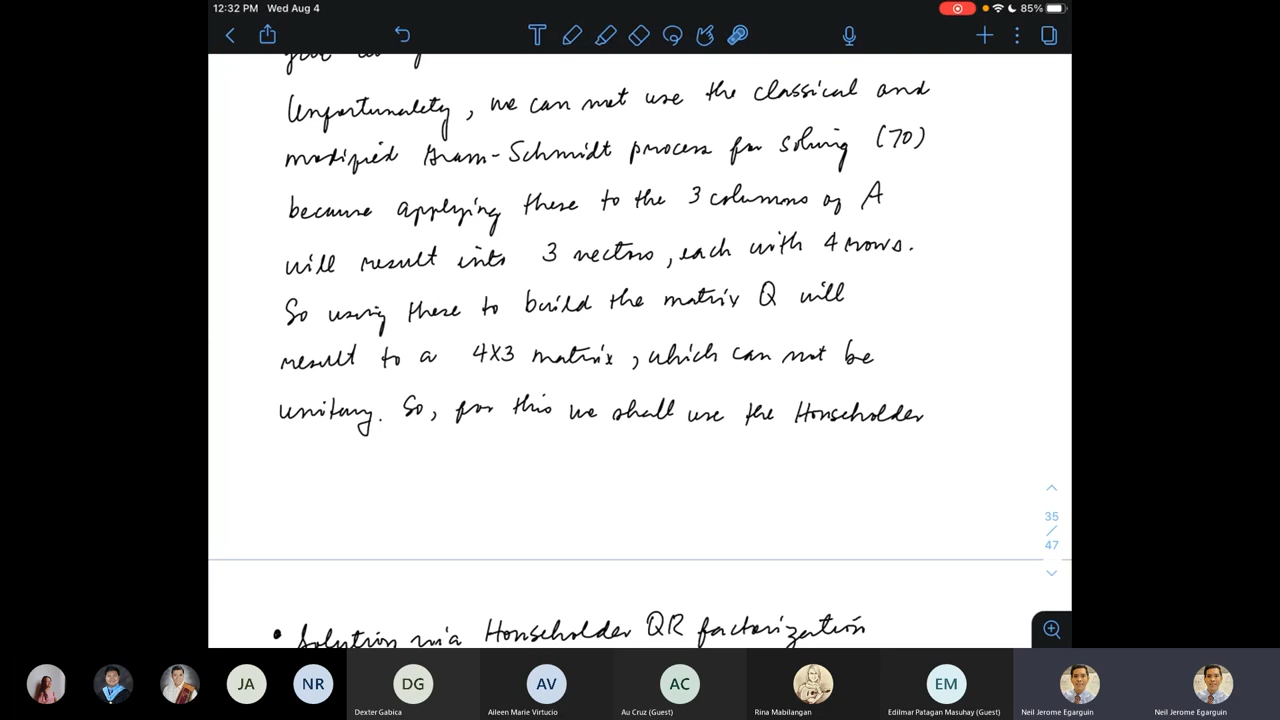 12:32 PM Wed Aug 4
85%
Unfortunately, we can not use the classical and
modified Gram-Schmidt process for solving (70)
because applying these to the 3 columns of A
will result into 3 vectors, each with 4 rows.
So using these to build the matrix Q will
result to a 4X3 matrix, which can not be
unitary. So, for this we shall use the Householder
35
/
47
• Solution via Householder QR factorization
JA
NR
DG
AV
AC
EM
Dexter Gabica
Aileen Marie Virtucio
Au Cruz (Guest)
Rina Mabilangan
Edilmar Patagan Masuhay (Guest)
Neil Jerome Egarguin
Neil Jerome Egarguin